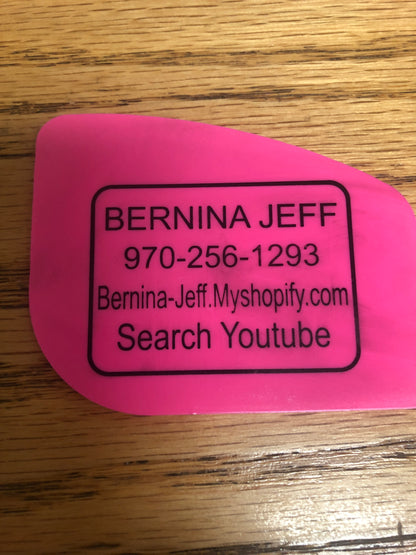 BERNINA JEFF
970-256-1293
Bernina-Jeff.Myshopify.com
Search Youtube